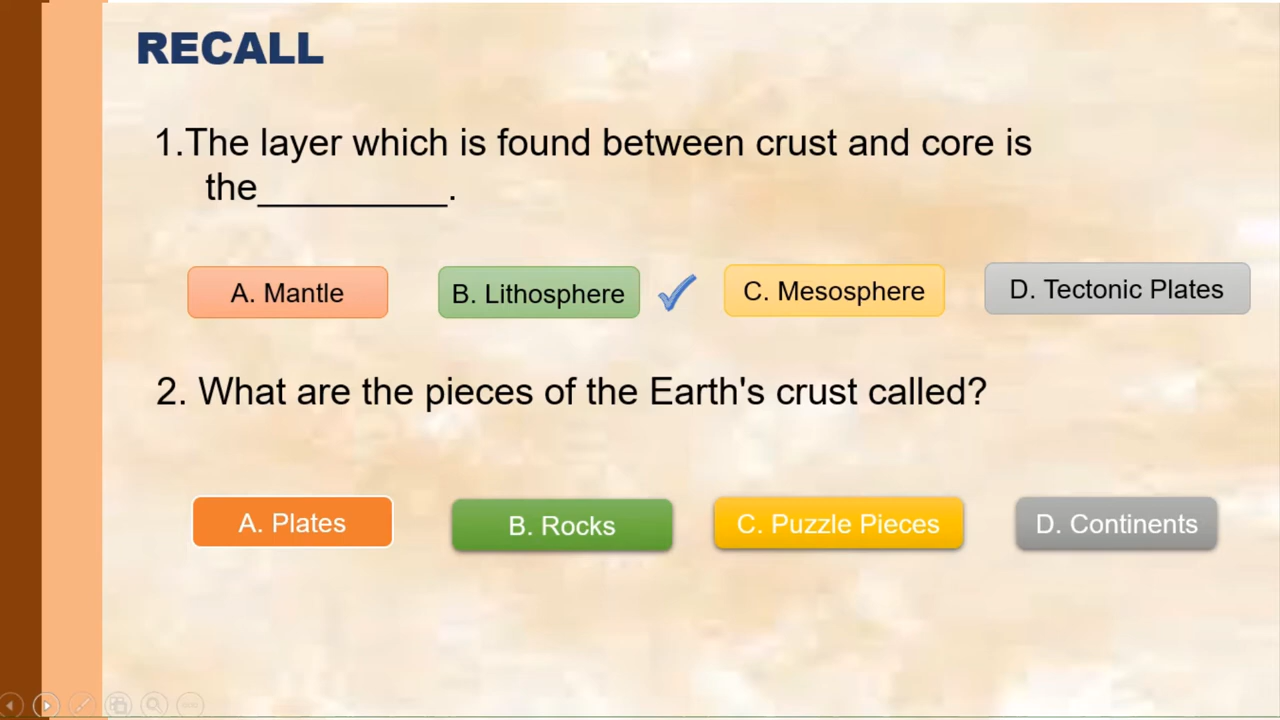 RECALL
1.The layer which is found between crust and core is
the_________.
A. Mantle
B. Lithosphere
C. Mesosphere
D. Tectonic Plates
2. What are the pieces of the Earth's crust called?
A. Plates
B. Rocks
C. Puzzle Pieces
D. Continents